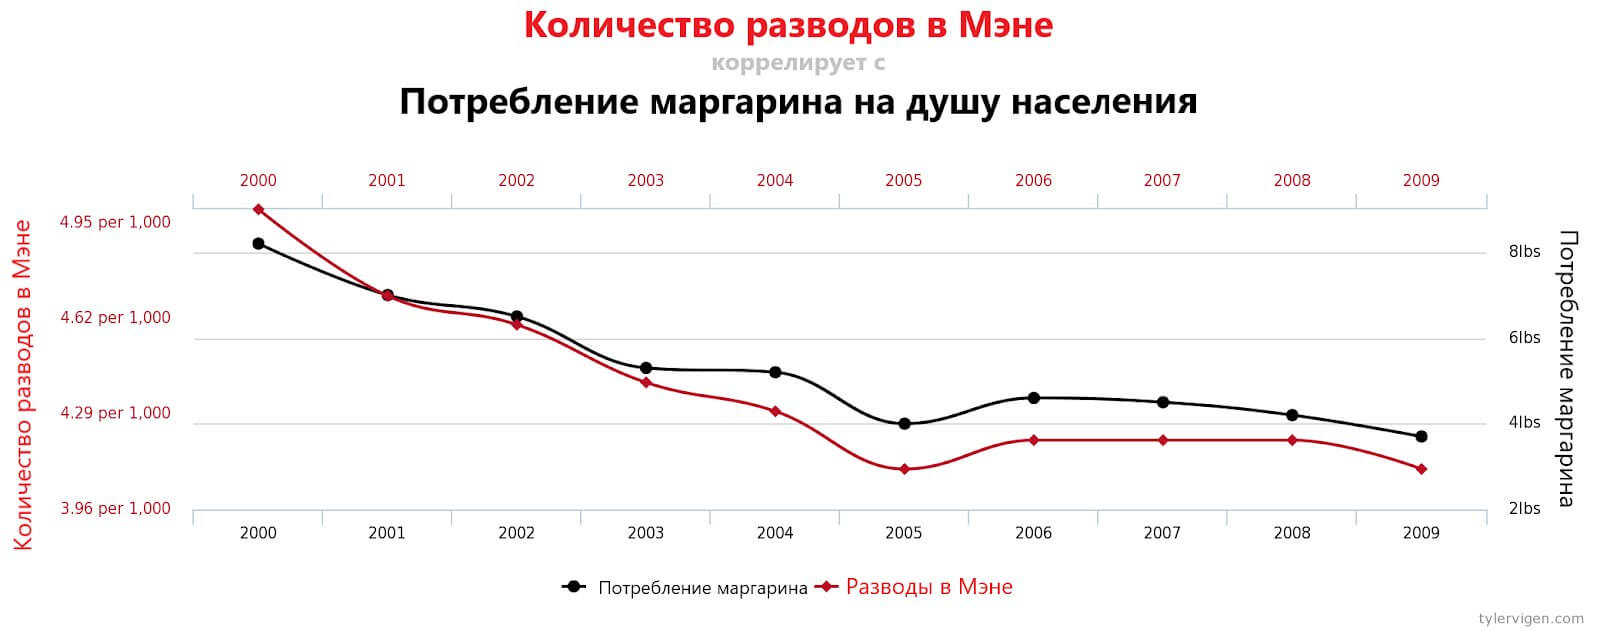 Количество разводов в Мэне
коррелирует с
Потребление маргарина на душу населения
2000 2001 2002 2003 2004 2005 2006 2007 2008 2009
Количество разводов в Мэне
4.95 per 1,000
4.62 per 1,000
4.29 per 1,000
3.96 per 1,000
8lbs
6lbs
4lbs
2lbs
Потребление маргарина
2000 2001 2002 2003 2004 2005 2006 2007 2008 2009
Потребление маргарина Разводы в Мэне
tylervigen.com